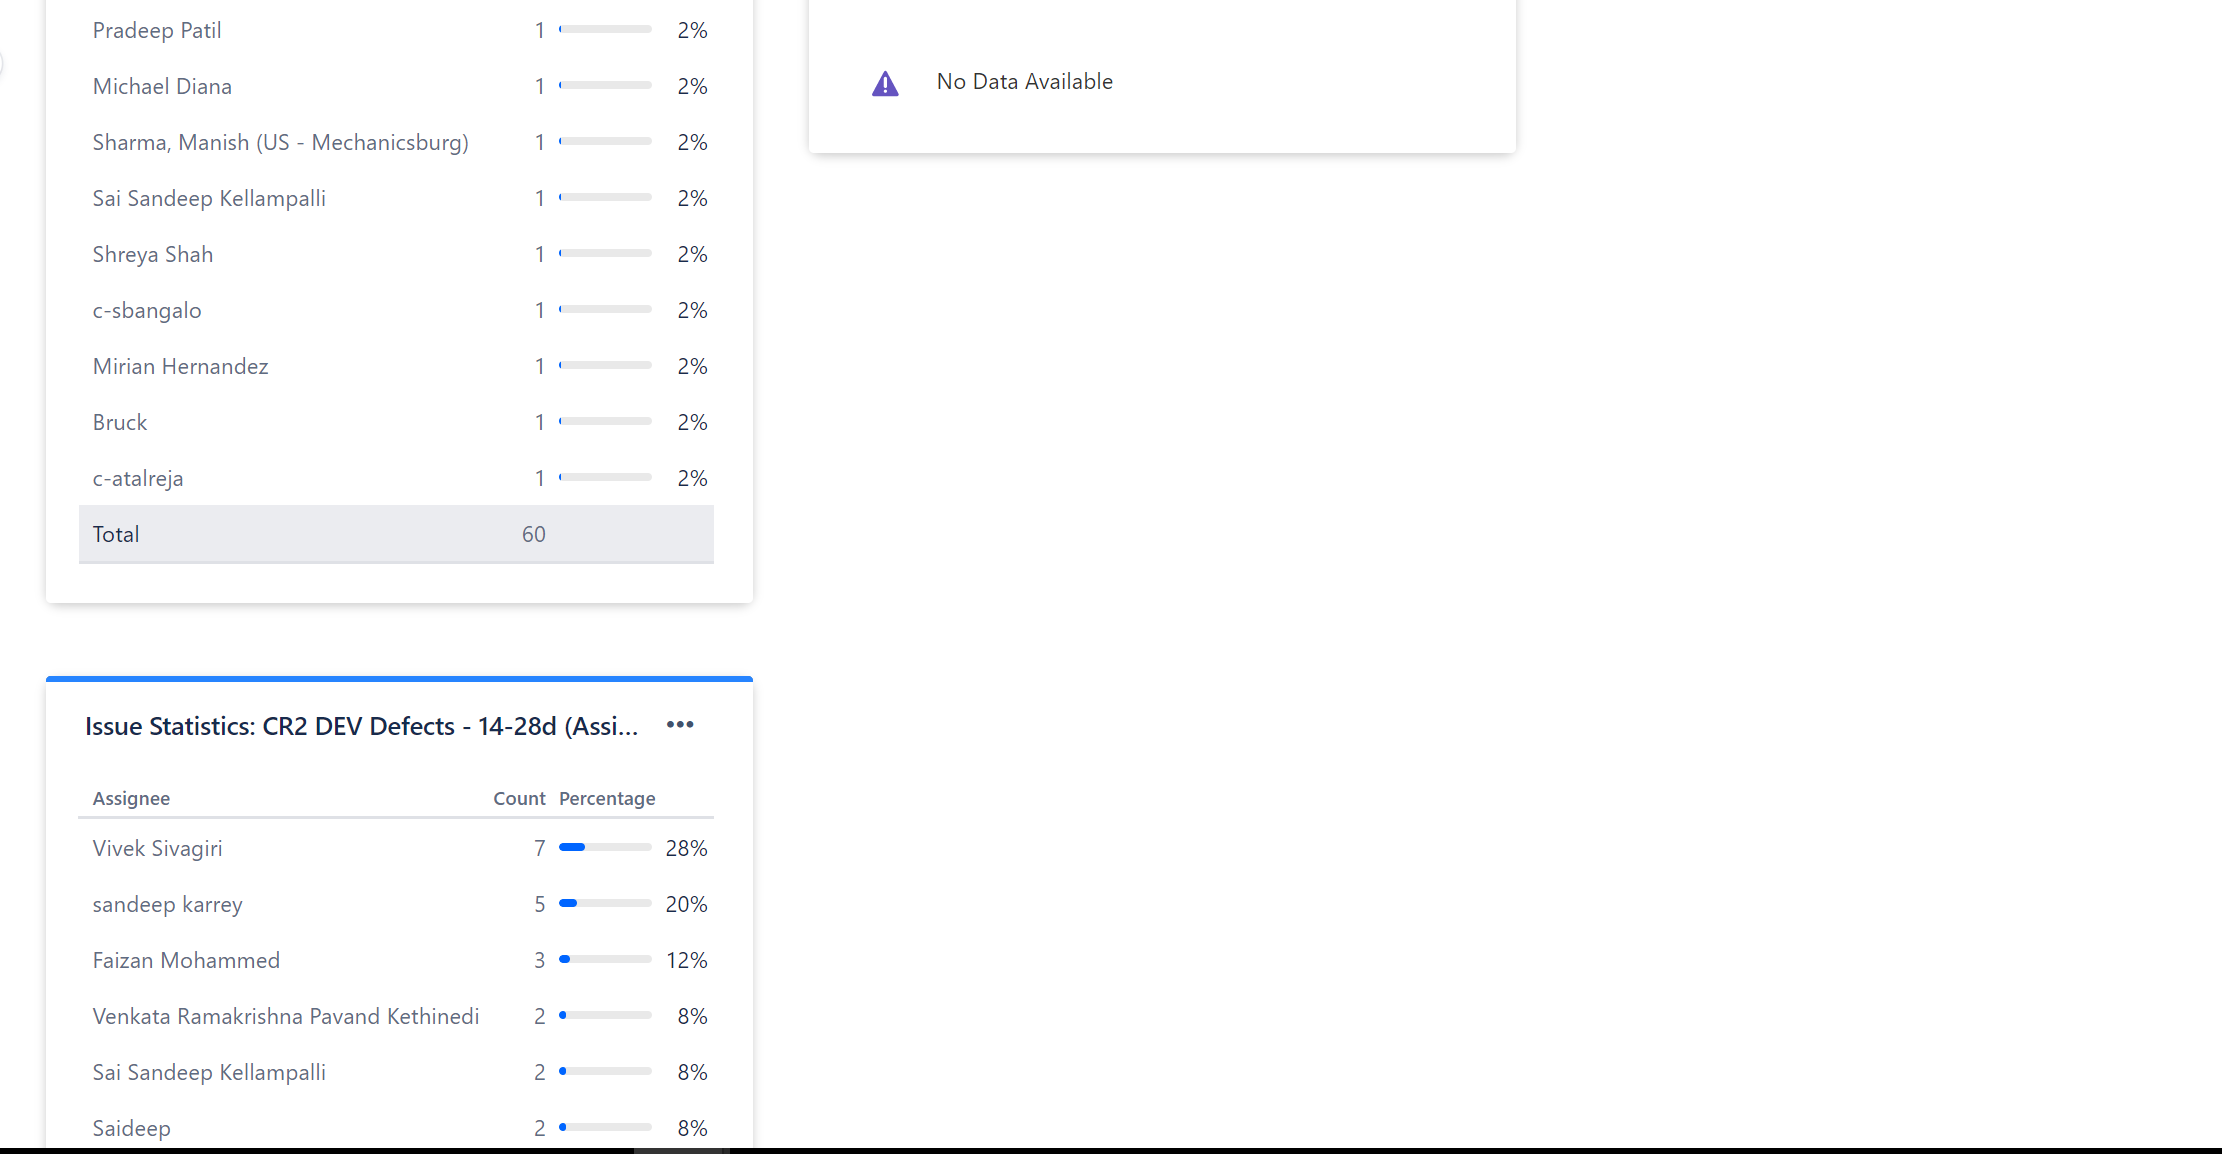 Pradeep Patil 1 2%
Michael Diana 1 2%
Sharma, Manish (US - Mechanicsburg) 1 2%
Sai Sandeep Kellampalli 1 2%
Shreya Shah 1 2%
c-sbangalo 1 2%
Mirian Hernandez 1 2%
Bruck 1 2%
c-atalreja 1 2%
Total 60
No Data Available
Issue Statistics: CR2 DEV Defects - 14-28d (Assi...
Assignee Count Percentage
Vivek Sivagiri 7 28%
sandeep karrey 5 20%
Faizan Mohammed 3 12%
Venkata Ramakrishna Pavand Kethinedi 2 8%
Sai Sandeep Kellampalli 2 8%
Saideep 2 8%